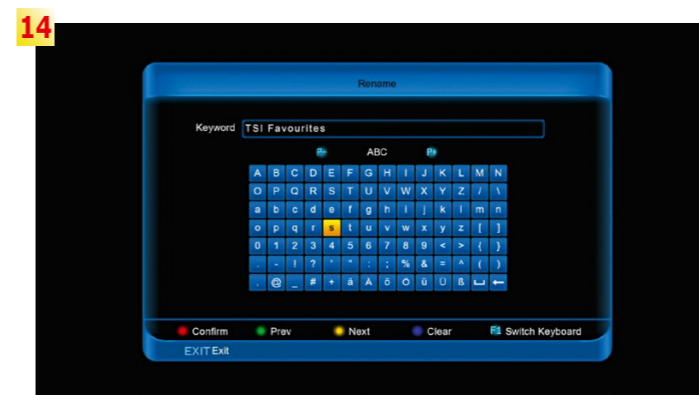 14
Rename
Keyword TSI Favourites
P- ABC P+
A B C D E F G H I J K L M N
O P Q R S T U V W X Y Z / \
a b c d e f g h i j k l m n
o p q r s t u v w x y z [ ]
0 1 2 3 4 5 6 7 8 9 < > { }
. - ! ? ' " : ; % & = ^ ( )
, @ _ # + ä Ä ö Ö ü Ü ß
Confirm Prev Next Clear F1 Switch Keyboard
EXIT Exit